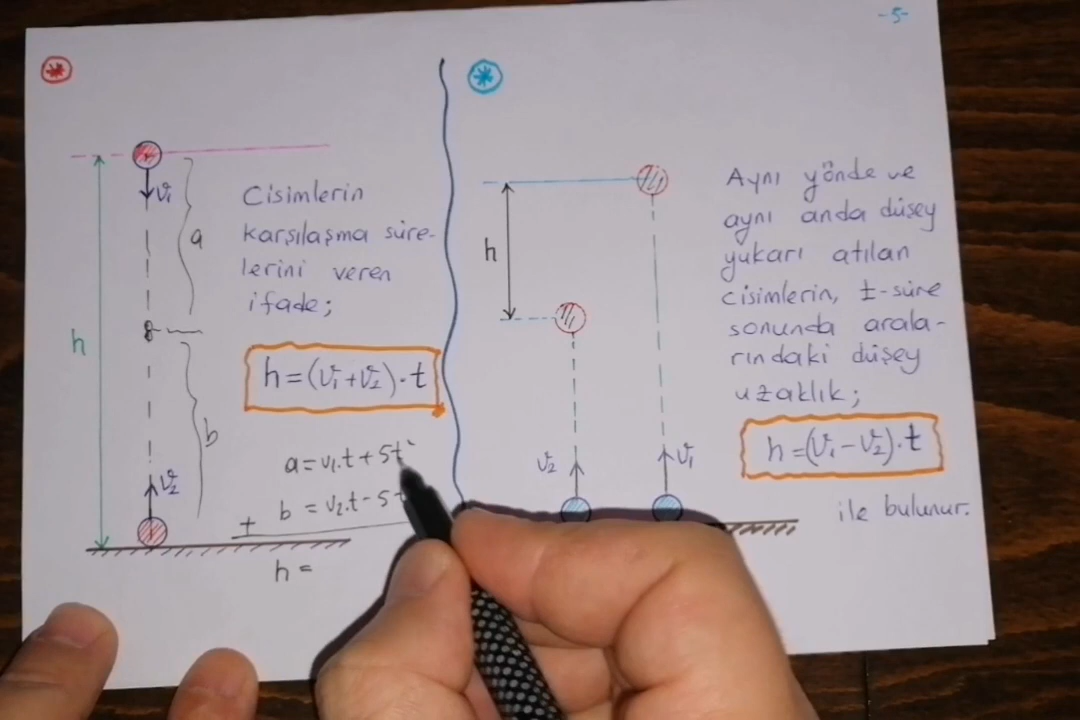 -5-
v₁
a
h
b
v₂
Cisimlerin
karşılaşma süre-
lerini veren
ifade;
h=(v₁+v₂).t
a=v₁.t+5t²
b=v₂.t-5
+
h=
h
v₂
v₁
Aynı yönde ve
aynı anda düşey
yukarı atılan
cisimlerin, t-süre
sonunda arala-
rındaki düşey
uzaklık;
h=(v₁-v₂).t
ile bulunur.